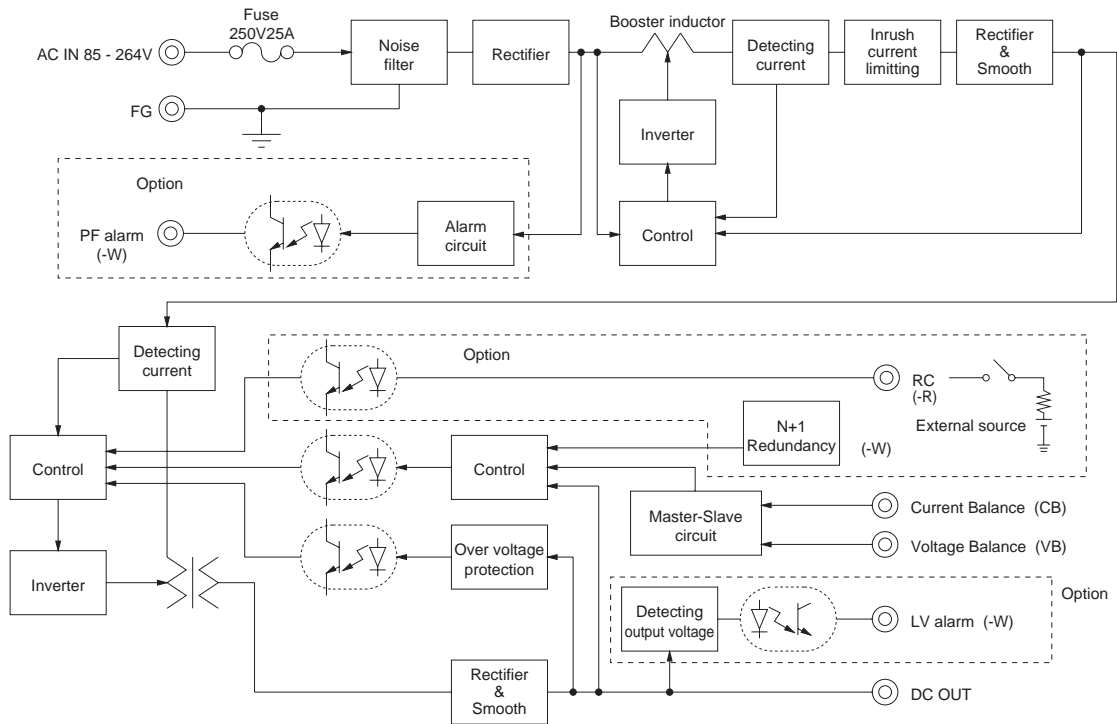 Fuse
250V25A
AC IN 85 - 264V
Noise
filter
Rectifier
Booster inductor
Detecting
current
Inrush
current
limitting
Rectifier
&
Smooth
FG
Inverter
Option
PF alarm
(-W)
Alarm
circuit
Control
Detecting
current
Option
RC
(-R)
External source
N+1
Redundancy
(-W)
Control
Control
Master-Slave
circuit
Current Balance (CB)
Voltage Balance (VB)
Inverter
Over voltage
protection
Option
Detecting
output voltage
LV alarm (-W)
Rectifier
&
Smooth
DC OUT